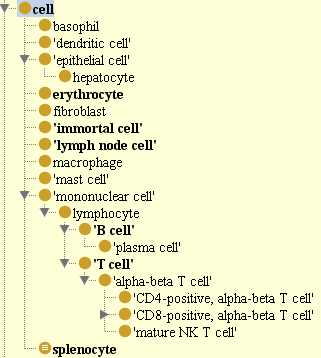 cell
basophil
'dendritic cell'
'epithelial cell'
hepatocyte
erythrocyte
fibroblast
'immortal cell'
'lymph node cell'
macrophage
'mast cell'
'mononuclear cell'
lymphocyte
'B cell'
'plasma cell'
'T cell'
'alpha-beta T cell'
'CD4-positive, alpha-beta T cell'
'CD8-positive, alpha-beta T cell'
'mature NK T cell'
splenocyte